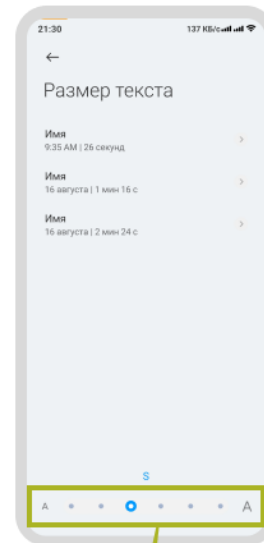 21:30 137 КБ/с
←
Размер текста
Имя
9:35 AM | 26 секунд
Имя
16 августа | 1 мин 16 с
Имя
16 августа | 2 мин 24 с
S
A A